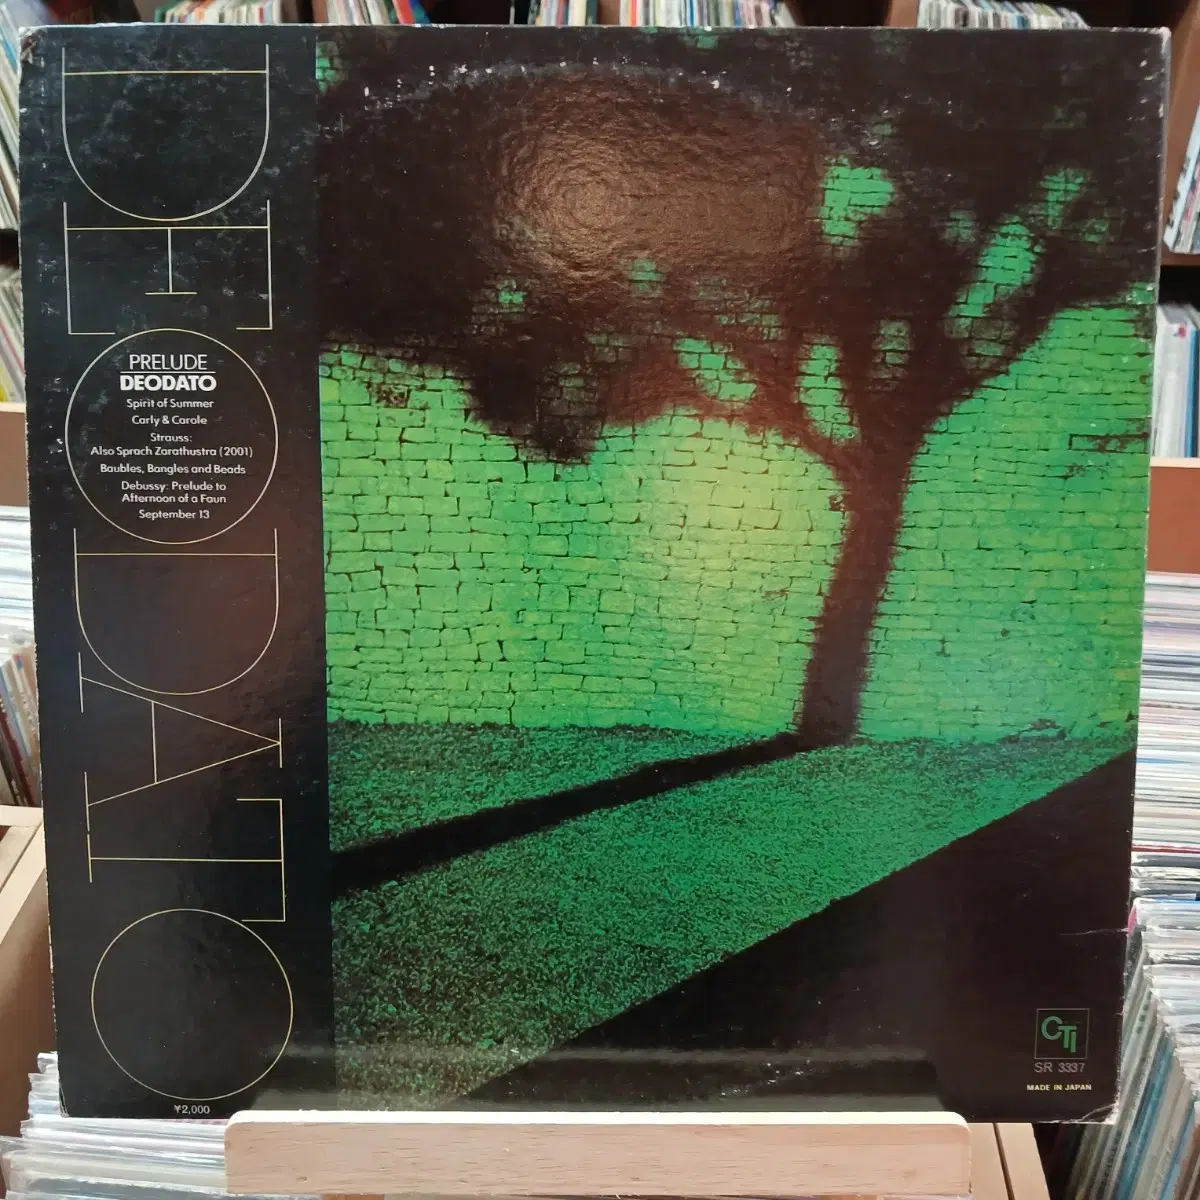 DEODATO
PRELUDE
DEODATO
Spirit of Summer
Carly & Carole
Strauss:
Also Sprach Zarathustra (2001)
Baubles, Bangles and Beads
Debussy: Prelude to
Afternoon of a Faun
September 13
¥2,000
CTI
SR 3337
MADE IN JAPAN